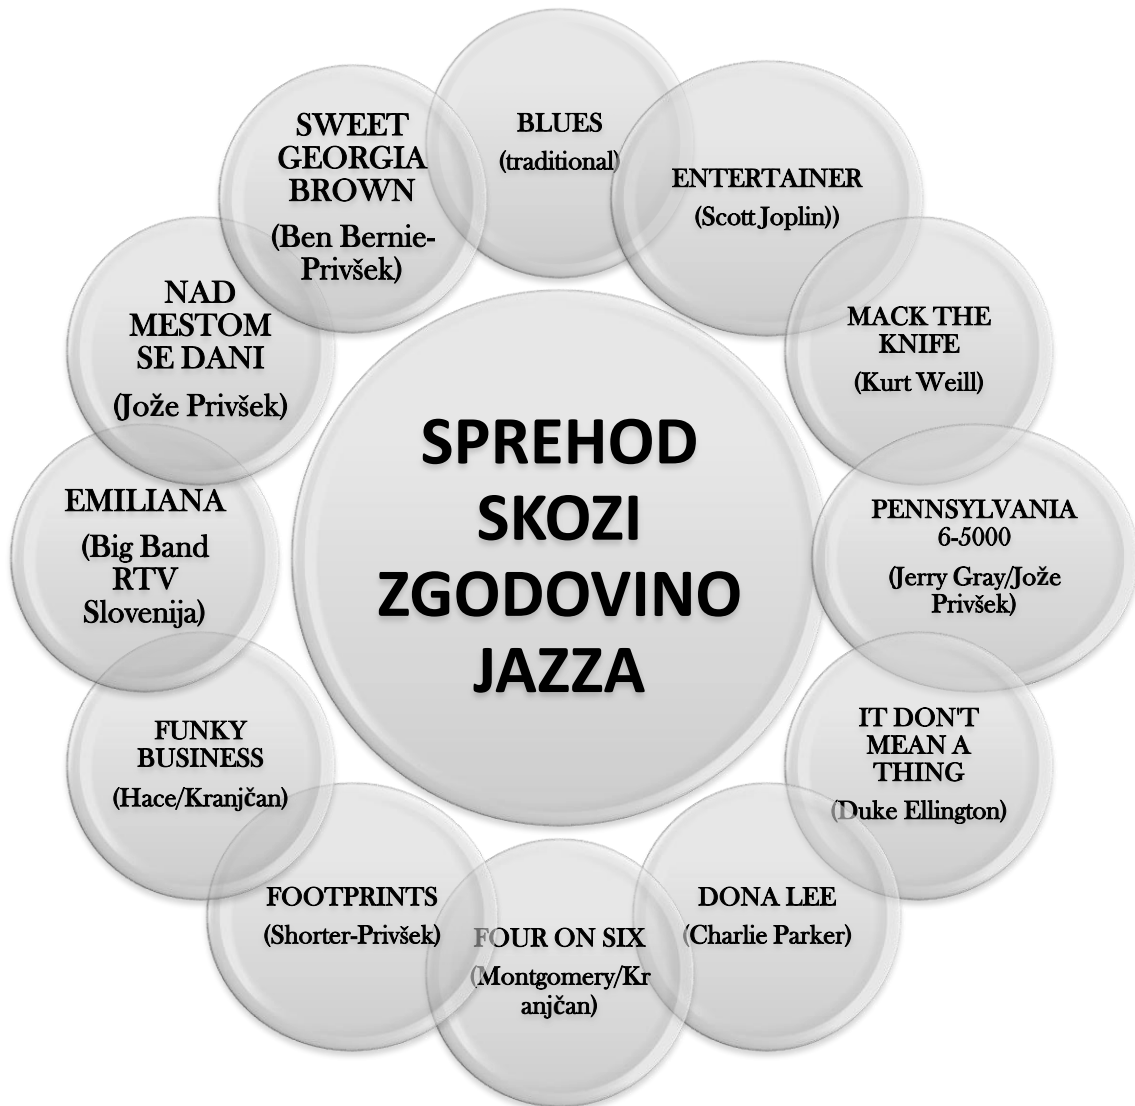 SPREHOD
SKOZI
ZGODOVINO
JAZZA
BLUES
(traditional)
ENTERTAINER
(Scott Joplin))
MACK THE
KNIFE
(Kurt Weill)
PENNSYLVANIA
6-5000
(Jerry Gray/Jože
Privšek)
IT DON'T
MEAN A
THING
(Duke Ellington)
DONA LEE
(Charlie Parker)
FOUR ON SIX
(Montgomery/Kr
anjčan)
FOOTPRINTS
(Shorter-Privšek)
FUNKY
BUSINESS
(Hace/Kranjčan)
EMILIANA
(Big Band
RTV
Slovenija)
NAD
MESTOM
SE DANI
(Jože Privšek)
SWEET
GEORGIA
BROWN
(Ben Bernie-
Privšek)